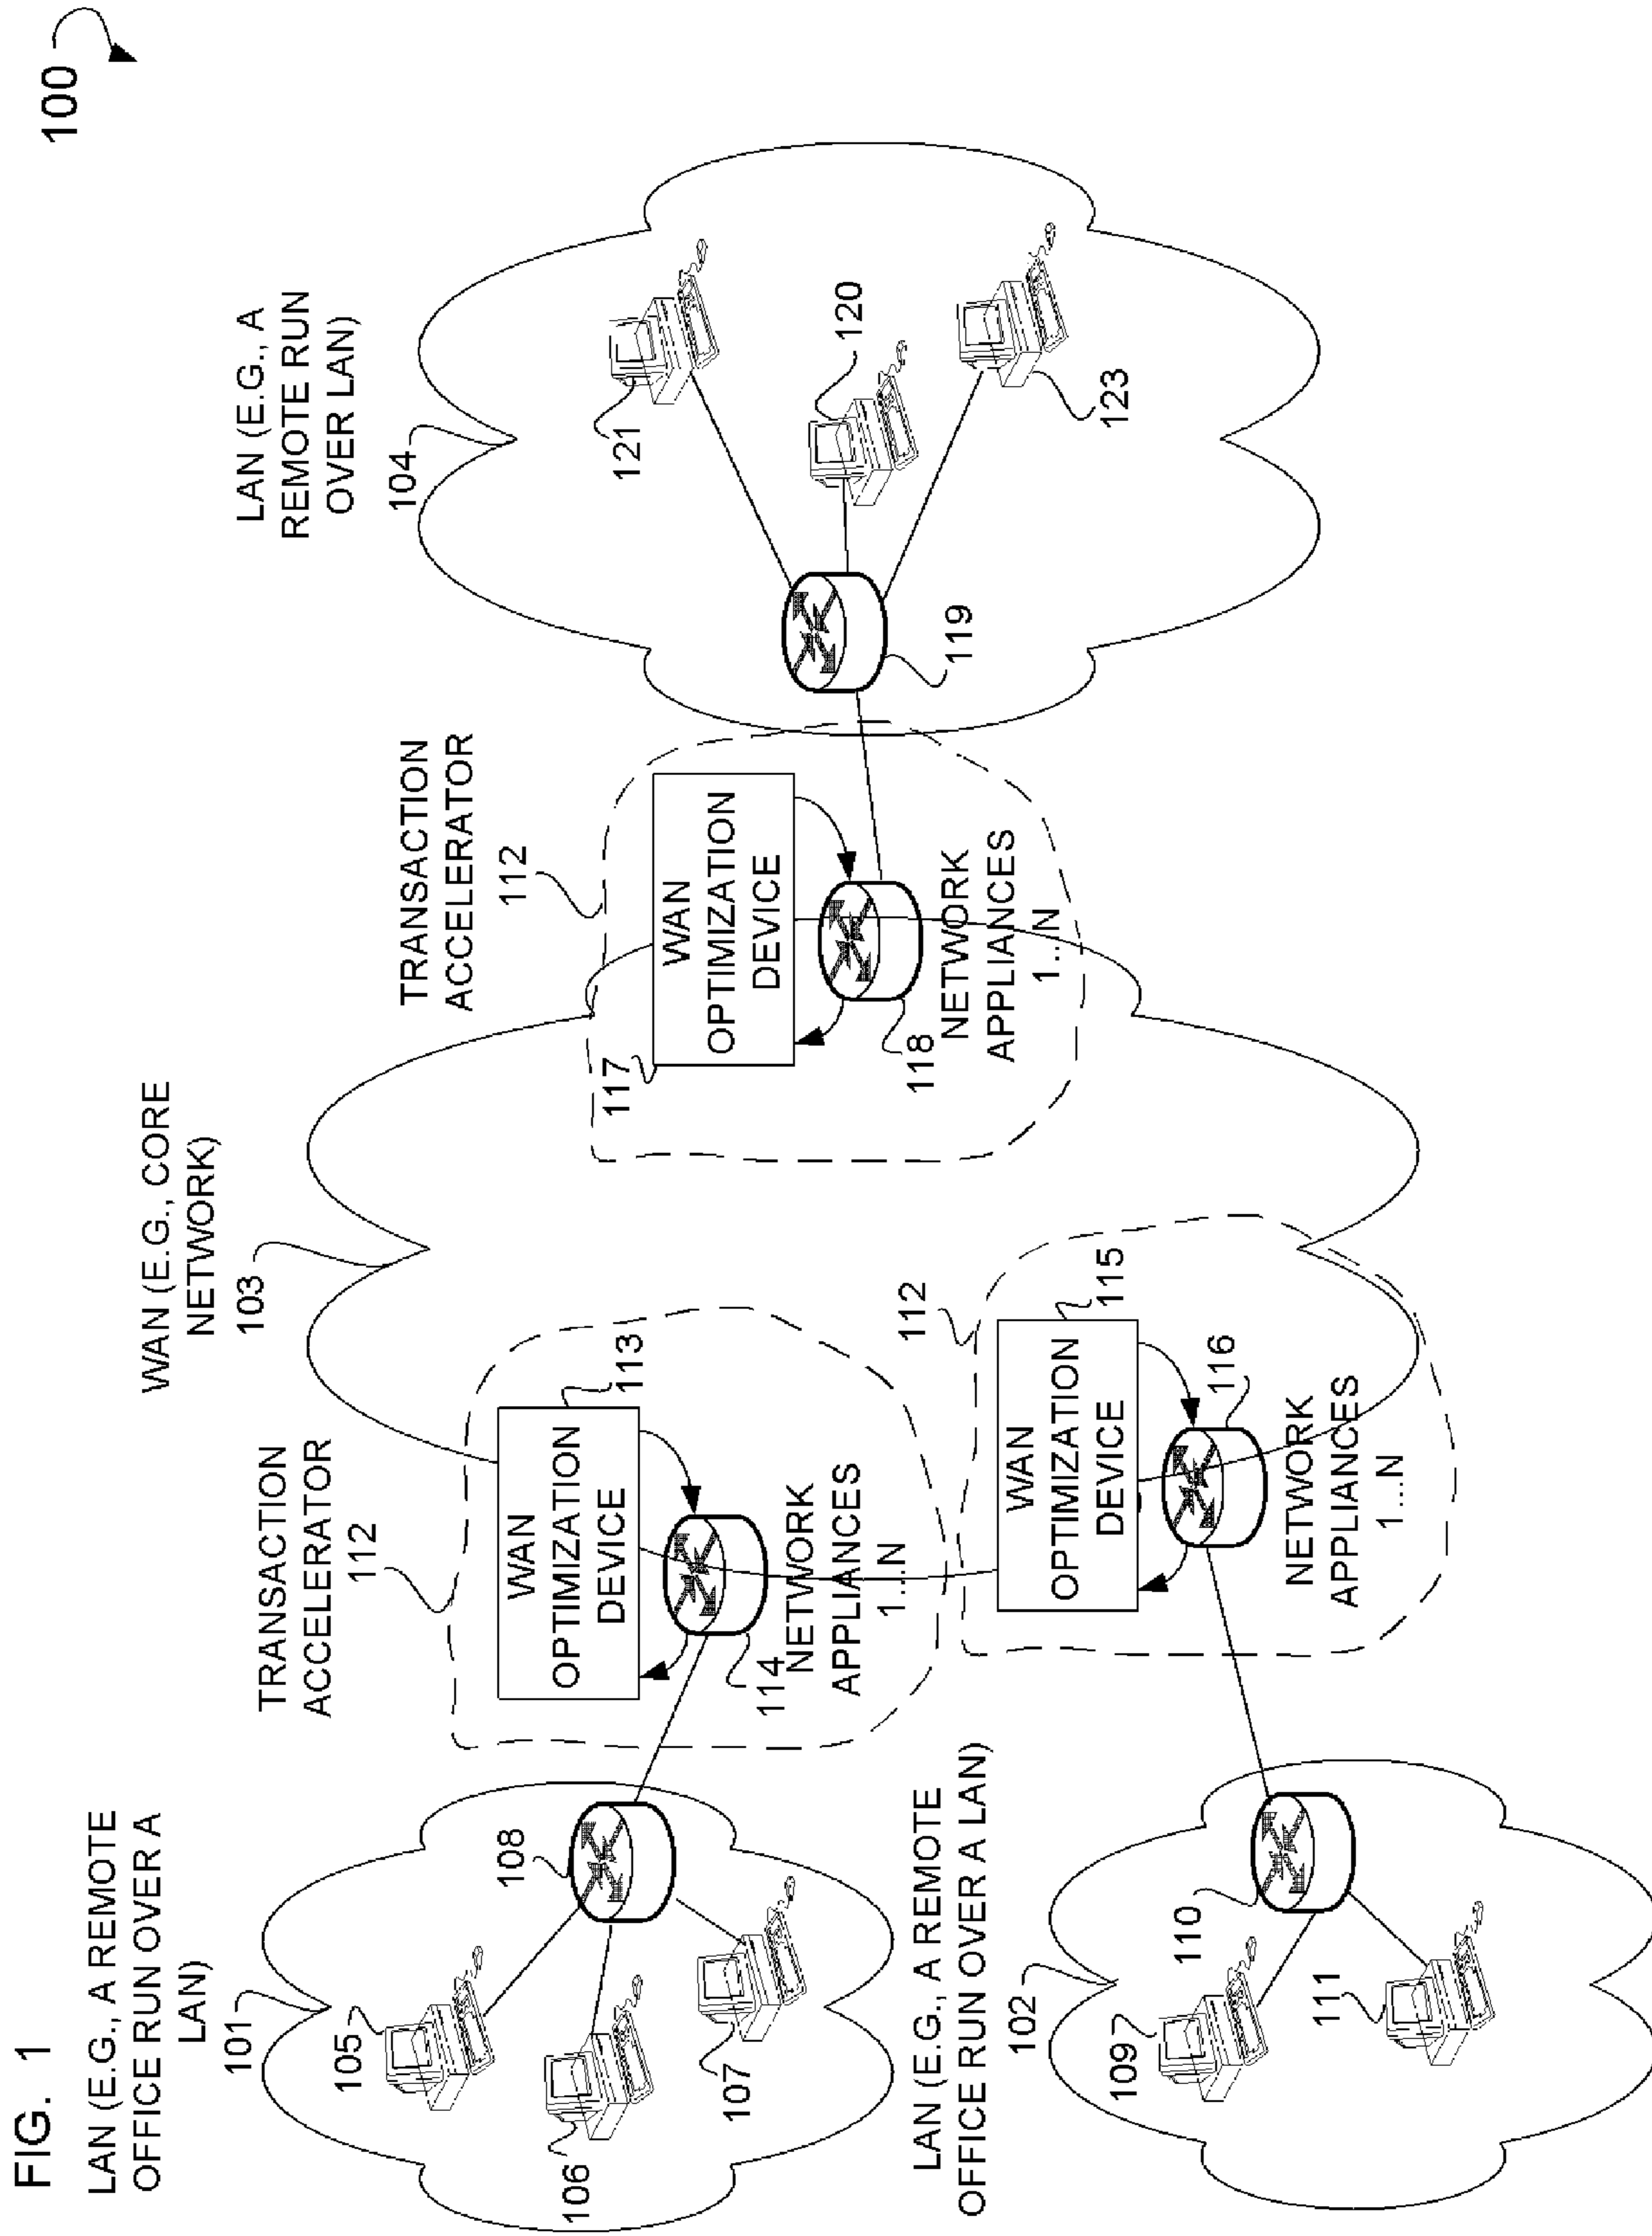 FIG. 1
100
LAN (E.G., A REMOTE
OFFICE RUN OVER A
LAN)
101
105
106
107
108
TRANSACTION
ACCELERATOR
112
WAN
OPTIMIZATION
DEVICE
113
114
NETWORK
APPLIANCES
1...N
WAN (E.G., CORE
NETWORK)
103
TRANSACTION
ACCELERATOR
112
WAN
OPTIMIZATION
DEVICE
117
118
NETWORK
APPLIANCES
1...N
LAN (E.G., A
REMOTE RUN
OVER LAN)
104
121
120
123
119
LAN (E.G., A REMOTE
OFFICE RUN OVER A LAN)
102
109
110
111
112
WAN
OPTIMIZATION
DEVICE
115
116
NETWORK
APPLIANCES
1...N